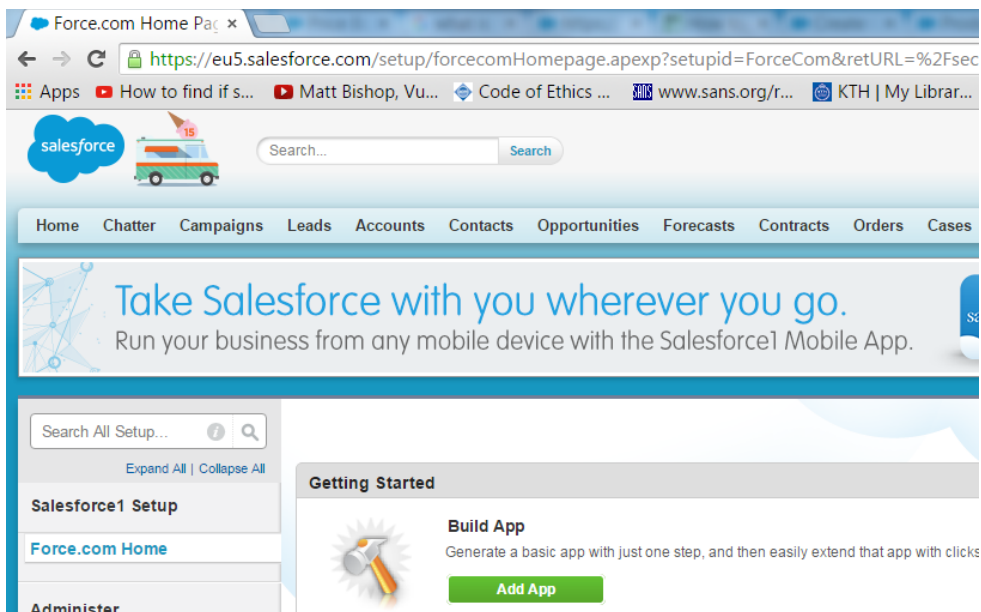 Force.com Home Pag
https://eu5.salesforce.com/setup/forcecomHomepage.apexp?setupid=ForceCom&retURL=%2Fsec
Apps How to find if s... Matt Bishop, Vu... Code of Ethics ... SANS www.sans.org/r... KTH | My Librar...
salesforce 15 Search... Search
Home Chatter Campaigns Leads Accounts Contacts Opportunities Forecasts Contracts Orders Cases
Take Salesforce with you wherever you go.
Run your business from any mobile device with the Salesforce1 Mobile App.
sa
Search All Setup...
Expand All | Collapse All
Salesforce1 Setup
Force.com Home
Administer
Getting Started
Build App
Generate a basic app with just one step, and then easily extend that app with clicks
Add App